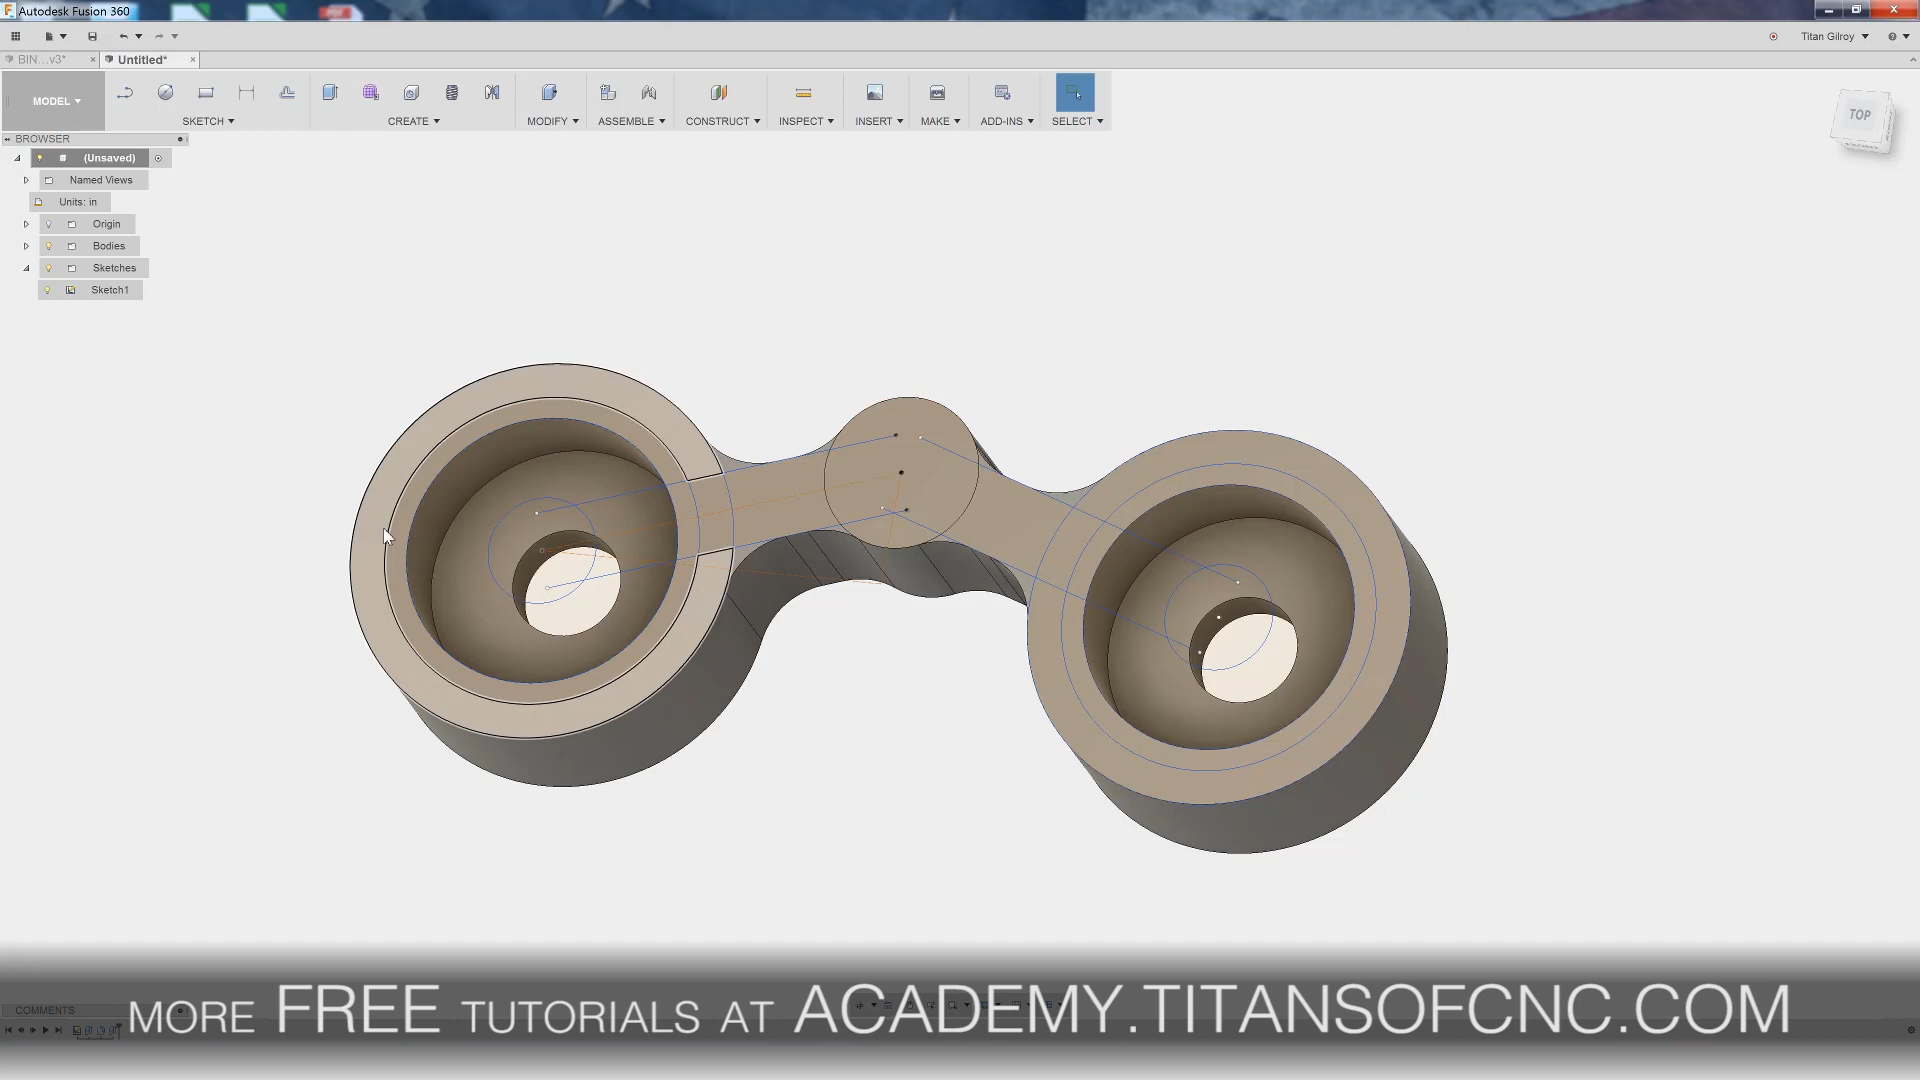 Autodesk Fusion 360
Titan Gilroy
BIN...v3*
Untitled*
MODEL
SKETCH
CREATE
MODIFY
ASSEMBLE
CONSTRUCT
INSPECT
INSERT
MAKE
ADD-INS
SELECT
TOP
BROWSER
(Unsaved)
Named Views
Units: in
Origin
Bodies
Sketches
Sketch1
COMMENTS
MORE FREE TUTORIALS AT ACADEMY.TITANSOFCNC.COM